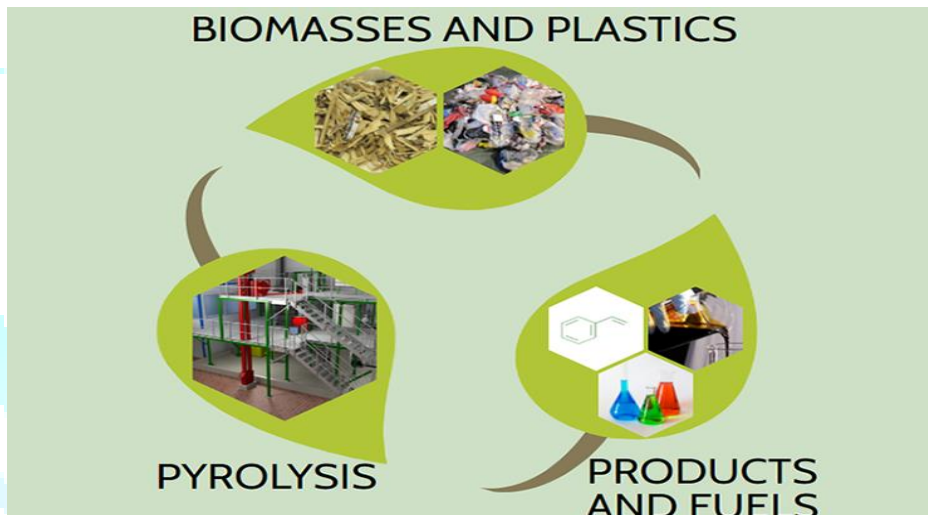 BIOMASSES AND PLASTICS
PYROLYSIS
PRODUCTS
AND FUELS